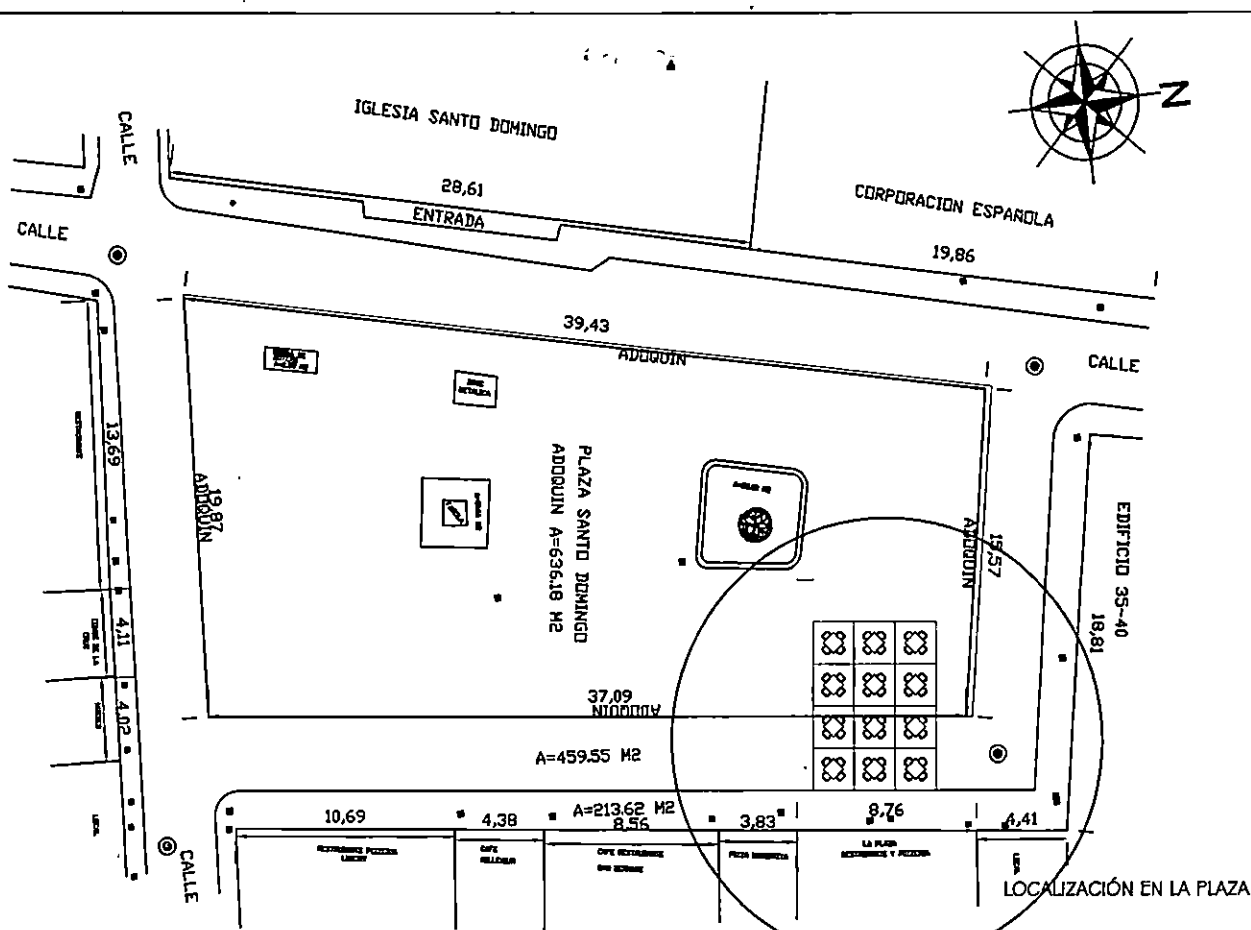 N
CALLE
IGLESIA SANTO DOMINGO
28,61
ENTRADA
CORPORACION ESPAÑOLA
19,86
CALLE
39,43
ADOQUIN
CALLE
13,69
19,87
ADOQUIN
PLAZA SANTO DOMINGO
ADOQUIN A=636.18 M2
15,57
ADOQUIN
EDIFICIO 35-40
18,81
4,11
4,02
37,09
ADOQUIN
A=459.55 M2
A=213.62 M2
10,69
4,38
8,56
3,83
8,76
4,41
CALLE
LA PLAZA
LOCAL
LOCAL
LOCALIZACIÓN EN LA PLAZA